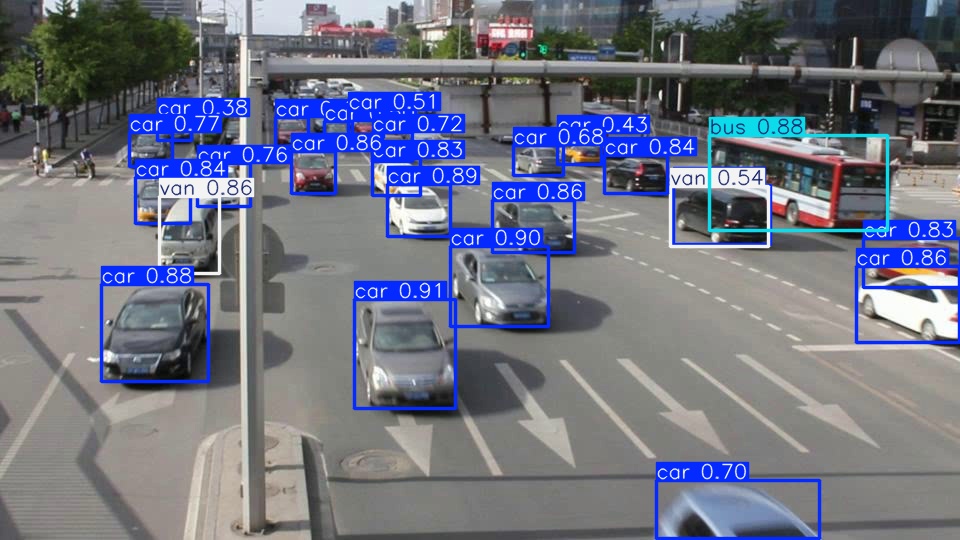 car 0.38
car 0.51
car 0.77
car 0.72
car 0.43
car 0.68
car 0.86
car 0.76
car 0.83
car 0.84
car 0.84
van 0.86
car 0.89
car 0.86
van 0.54
bus 0.88
car 0.83
car 0.90
car 0.86
car 0.88
car 0.91
car 0.70